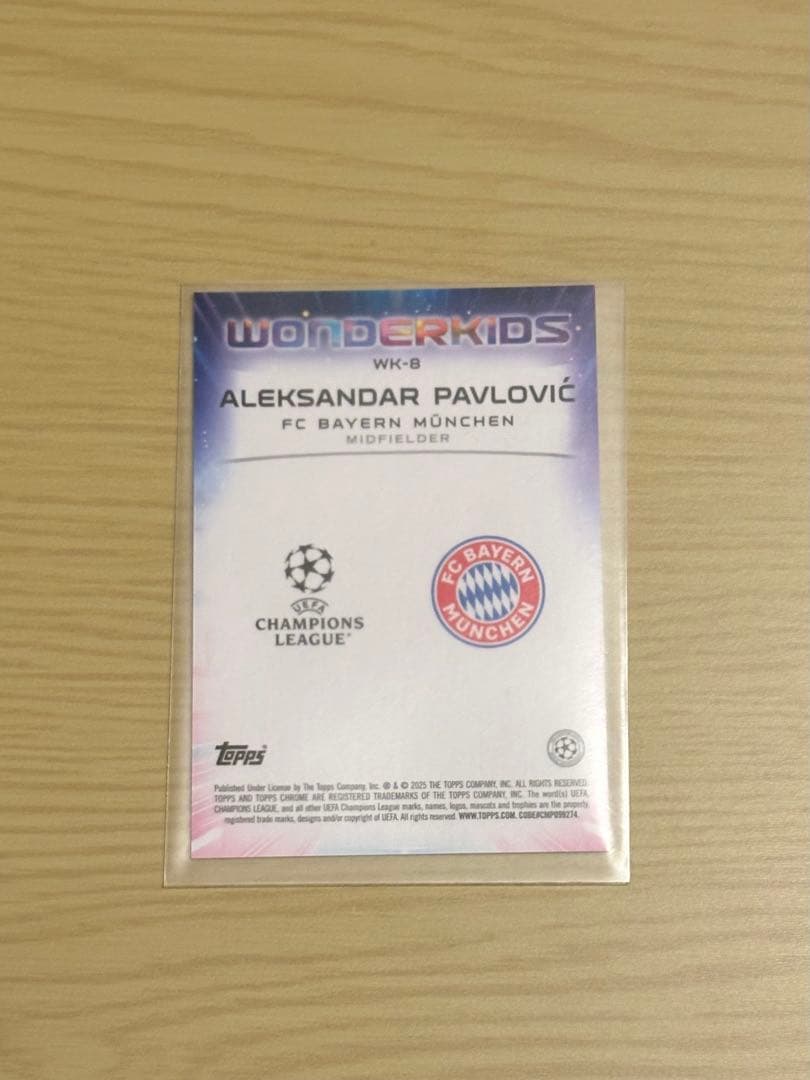 WONDERKIDS
WK-8
ALEKSANDAR PAVLOVIĆ
FC BAYERN MÜNCHEN
MIDFIELDER
UEFA
CHAMPIONS
LEAGUE®
FC BAYERN
MÜNCHEN
topps®
Published Under License by The Topps Company, Inc. ® & © 2025 THE TOPPS COMPANY, INC. ALL RIGHTS RESERVED.
TOPPS AND TOPPS CHROME ARE REGISTERED TRADEMARKS OF THE TOPPS COMPANY, INC. The word(s) UEFA,
CHAMPIONS LEAGUE, and all other UEFA Champions League marks, names, logos, mascots and trophies are the property,
registered trade marks, designs and/or copyright of UEFA. All rights reserved. WWW.TOPPS.COM. CODE#CMP099274.